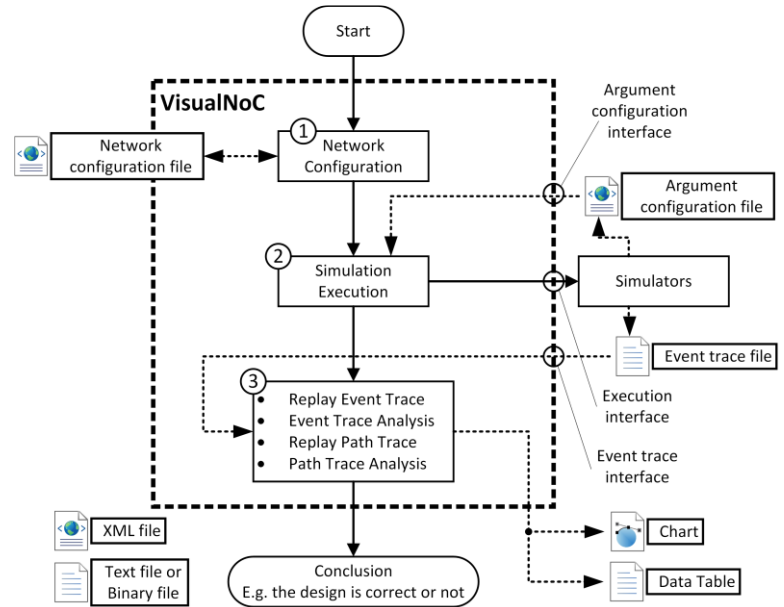 Start
VisualNoC
Argument
configuration
interface
1
Network
configuration file
Network
Configuration
Argument
configuration file
2
Simulation
Execution
Simulators
Event trace file
3
• Replay Event Trace
• Event Trace Analysis
• Replay Path Trace
• Path Trace Analysis
Execution
interface
Event trace
interface
XML file
Chart
Text file or
Binary file
Conclusion
E.g. the design is correct or not
Data Table